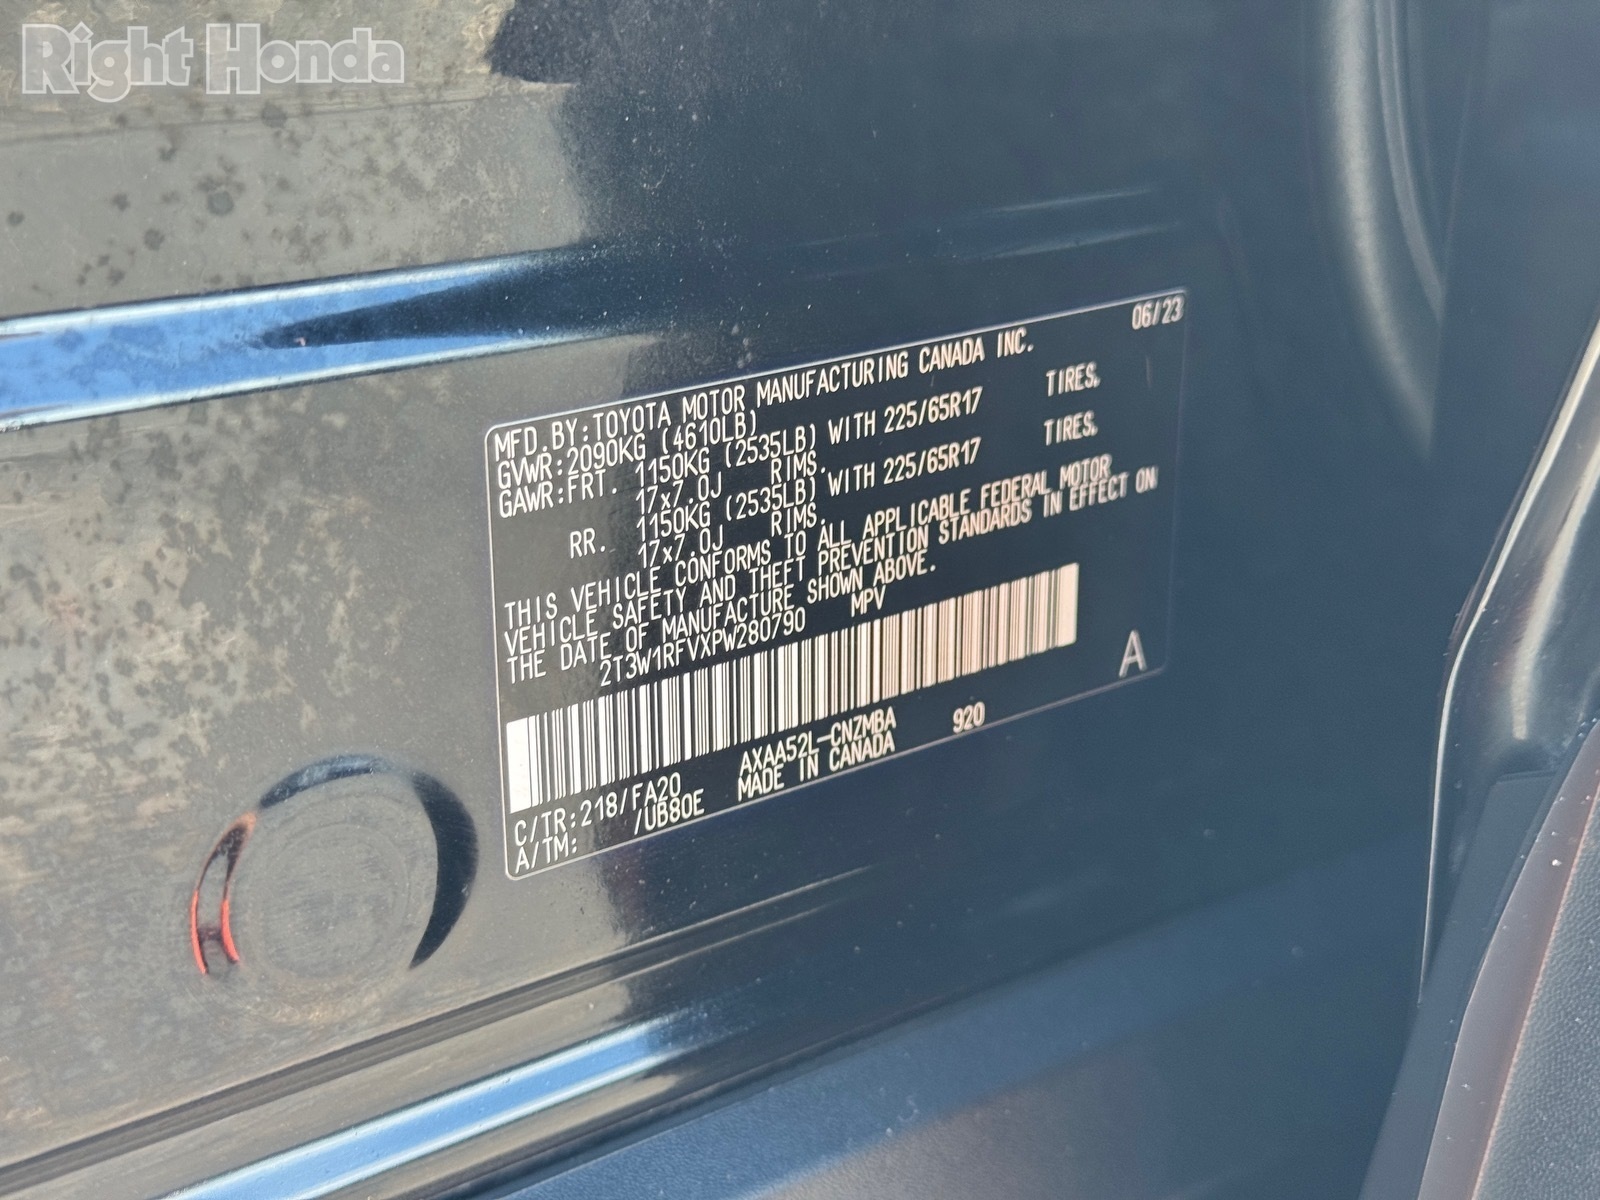 Right Honda
06/23
MFD.BY:TOYOTA MOTOR MANUFACTURING CANADA INC.
GVWR:2090KG (4610LB)
GAWR:FRT. 1150KG (2535LB) WITH 225/65R17 TIRES,
17x7.0J RIMS.
RR. 1150KG (2535LB) WITH 225/65R17 TIRES,
17x7.0J RIMS.
THIS VEHICLE CONFORMS TO ALL APPLICABLE FEDERAL MOTOR
VEHICLE SAFETY AND THEFT PREVENTION STANDARDS IN EFFECT ON
THE DATE OF MANUFACTURE SHOWN ABOVE.
2T3W1RFVXPW280790 MPV
A
C/TR:218/FA20 AXAA52L-CNZMBA 920
A/TM: /UB80E MADE IN CANADA